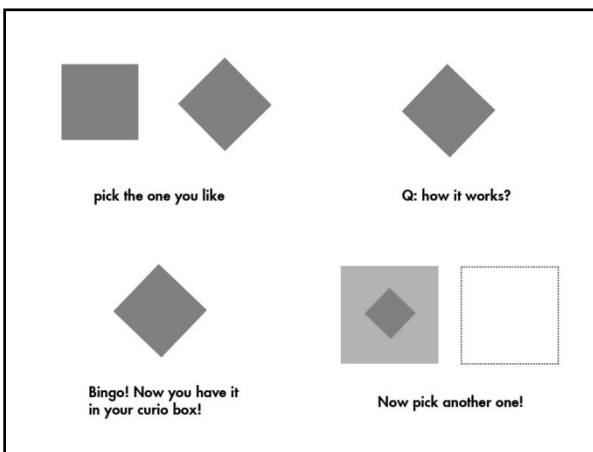 pick the one you like
Q: how it works?
Bingo! Now you have it
in your curio box!
Now pick another one!